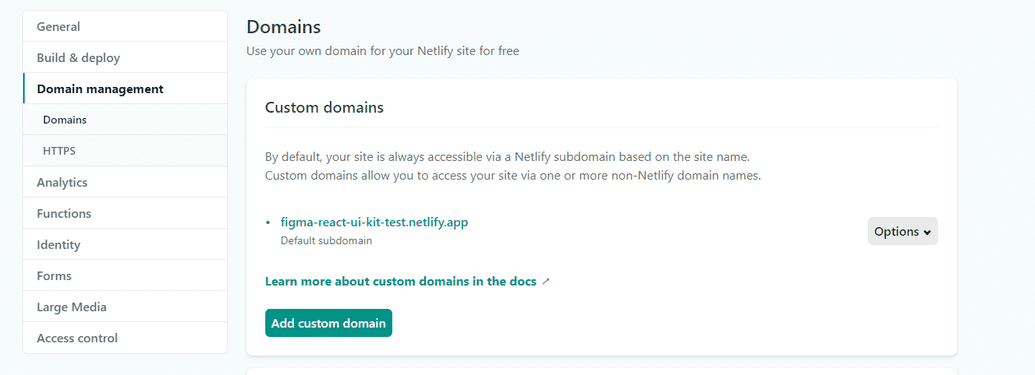 General
Build & deploy
Domain management
Domains
HTTPS
Analytics
Functions
Identity
Forms
Large Media
Access control
Domains
Use your own domain for your Netlify site for free
Custom domains
By default, your site is always accessible via a Netlify subdomain based on the site name.
Custom domains allow you to access your site via one or more non-Netlify domain names.
• figma-react-ui-kit-test.netlify.app
Default subdomain
Options
Learn more about custom domains in the docs ↗
Add custom domain